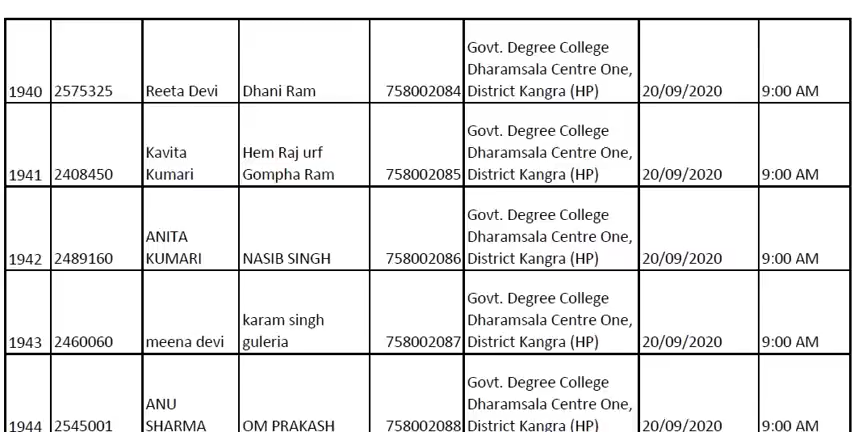 Govt. Degree College
Dharamsala Centre One,
1940 2575325 Reeta Devi Dhani Ram 758002084 District Kangra (HP) 20/09/2020 9:00 AM
Govt. Degree College
Kavita Hem Raj urf Dharamsala Centre One,
1941 2408450 Kumari Gompha Ram 758002085 District Kangra (HP) 20/09/2020 9:00 AM
Govt. Degree College
ANITA Dharamsala Centre One,
1942 2489160 KUMARI NASIB SINGH 758002086 District Kangra (HP) 20/09/2020 9:00 AM
Govt. Degree College
karam singh Dharamsala Centre One,
1943 2460060 meena devi guleria 758002087 District Kangra (HP) 20/09/2020 9:00 AM
Govt. Degree College
ANU Dharamsala Centre One,
1944 2545001 SHARMA OM PRAKASH 758002088 District Kangra (HP) 20/09/2020 9:00 AM